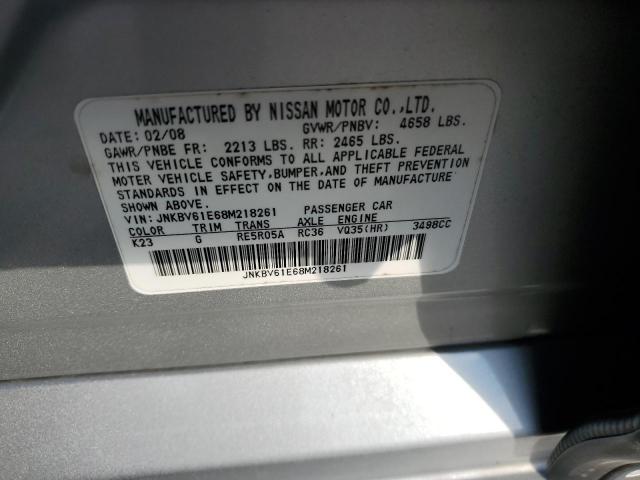 MANUFACTURED BY NISSAN MOTOR CO.,LTD.
DATE: 02/08 GVWR/PNBV: 4658 LBS.
GAWR/PNBE FR: 2213 LBS. RR: 2465 LBS.
THIS VEHICLE CONFORMS TO ALL APPLICABLE FEDERAL
MOTOR VEHICLE SAFETY,BUMPER,AND THEFT PREVENTION
STANDARDS IN EFFECT ON THE DATE OF MANUFACTURE
SHOWN ABOVE.
VIN: JNKBV61E68M218261 PASSENGER CAR
COLOR TRIM TRANS AXLE ENGINE
K23 G RE5R05A RC36 VQ35(HR) 3498CC
JNKBV61E68M218261